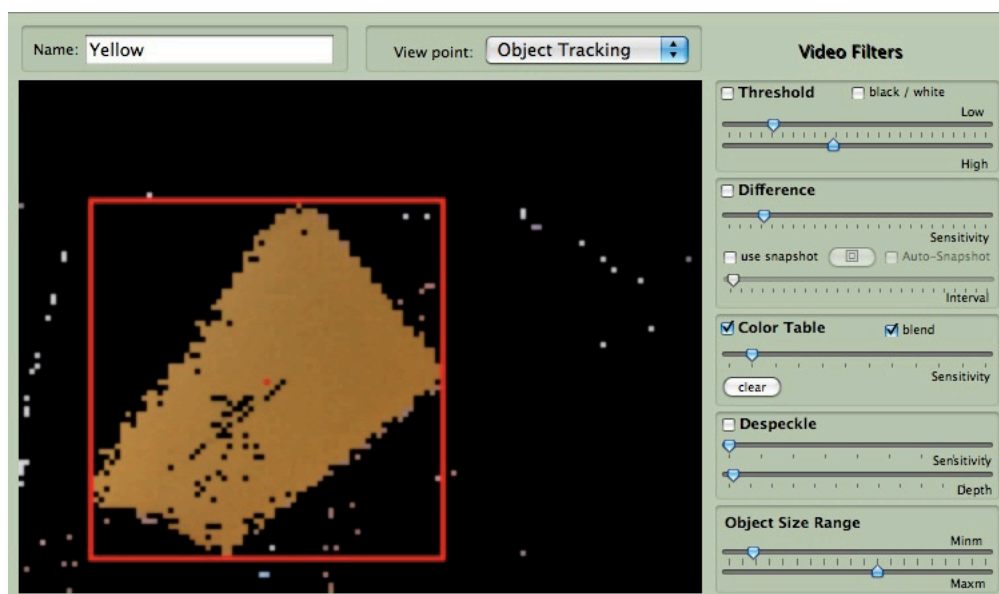 Name: Yellow
View point: Object Tracking
Video Filters
Threshold black / white
Low
High
Difference
Sensitivity
use snapshot Auto-Snapshot
Interval
Color Table blend
Sensitivity
clear
Despeckle
Sensitivity
Depth
Object Size Range
Minm
Maxm